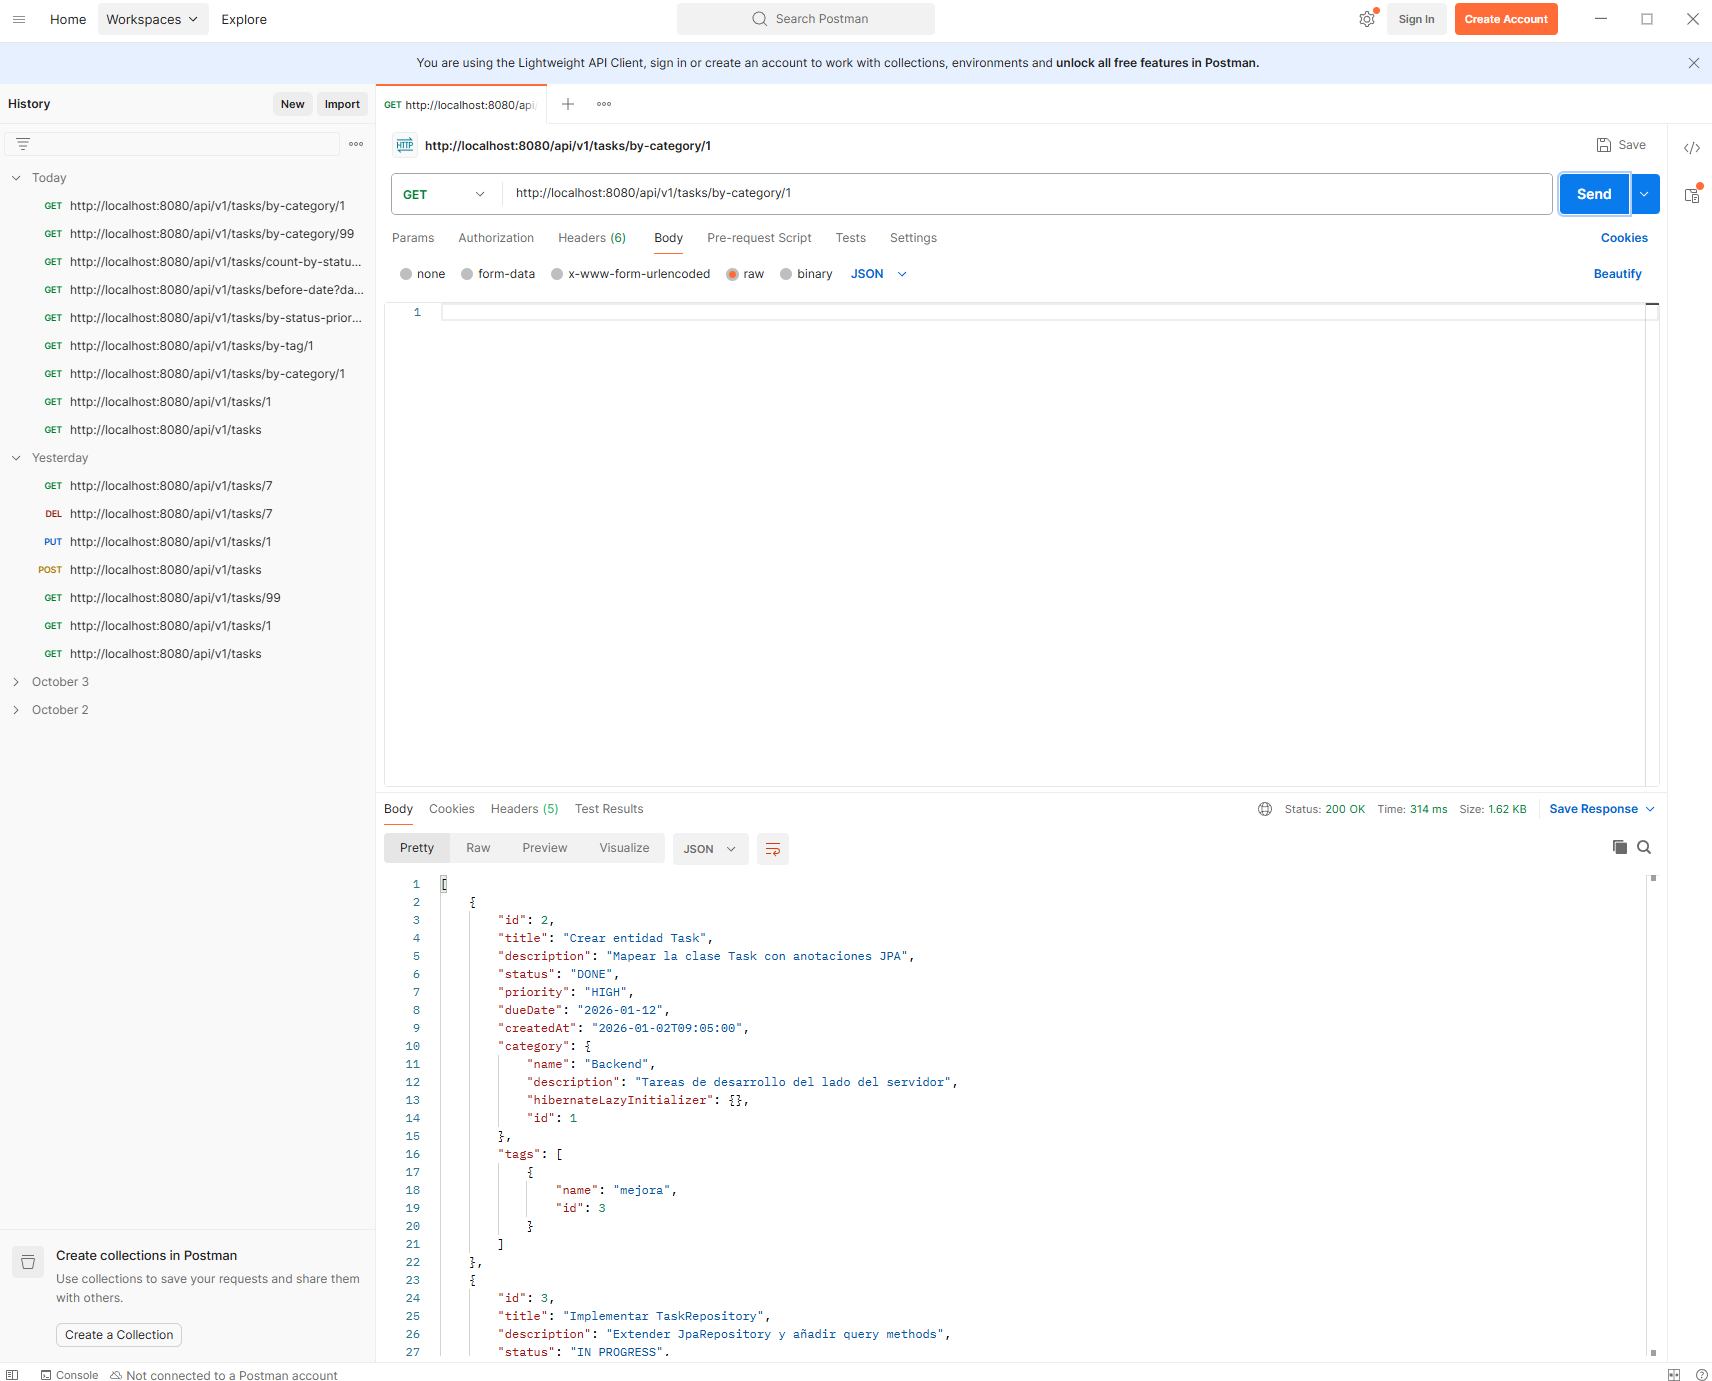 Home Workspaces Explore Search Postman Sign In Create Account
You are using the Lightweight API Client, sign in or create an account to work with collections, environments and unlock all free features in Postman.
History New Import
GET http://localhost:8080/api/
Today
GET http://localhost:8080/api/v1/tasks/by-category/1
GET http://localhost:8080/api/v1/tasks/by-category/99
GET http://localhost:8080/api/v1/tasks/count-by-statu...
GET http://localhost:8080/api/v1/tasks/before-date?da...
GET http://localhost:8080/api/v1/tasks/by-status-prior...
GET http://localhost:8080/api/v1/tasks/by-tag/1
GET http://localhost:8080/api/v1/tasks/by-category/1
GET http://localhost:8080/api/v1/tasks/1
GET http://localhost:8080/api/v1/tasks
Yesterday
GET http://localhost:8080/api/v1/tasks/7
DEL http://localhost:8080/api/v1/tasks/7
PUT http://localhost:8080/api/v1/tasks/1
POST http://localhost:8080/api/v1/tasks
GET http://localhost:8080/api/v1/tasks/99
GET http://localhost:8080/api/v1/tasks/1
GET http://localhost:8080/api/v1/tasks
October 3
October 2
Create collections in Postman
Use collections to save your requests and share them
with others.
Create a Collection
HTTP http://localhost:8080/api/v1/tasks/by-category/1 Save
GET http://localhost:8080/api/v1/tasks/by-category/1 Send
Params Authorization Headers (6) Body Pre-request Script Tests Settings Cookies
none form-data x-www-form-urlencoded raw binary JSON Beautify
1
Body Cookies Headers (5) Test Results Status: 200 OK Time: 314 ms Size: 1.62 KB Save Response
Pretty Raw Preview Visualize JSON
1 [
2 {
3 "id": 2,
4 "title": "Crear entidad Task",
5 "description": "Mapear la clase Task con anotaciones JPA",
6 "status": "DONE",
7 "priority": "HIGH",
8 "dueDate": "2026-01-12",
9 "createdAt": "2026-01-02T09:05:00",
10 "category": {
11 "name": "Backend",
12 "description": "Tareas de desarrollo del lado del servidor",
13 "hibernateLazyInitializer": {},
14 "id": 1
15 },
16 "tags": [
17 {
18 "name": "mejora",
19 "id": 3
20 }
21 ]
22 },
23 {
24 "id": 3,
25 "title": "Implementar TaskRepository",
26 "description": "Extender JpaRepository y añadir query methods",
27 "status": "IN_PROGRESS",
Console Not connected to a Postman account